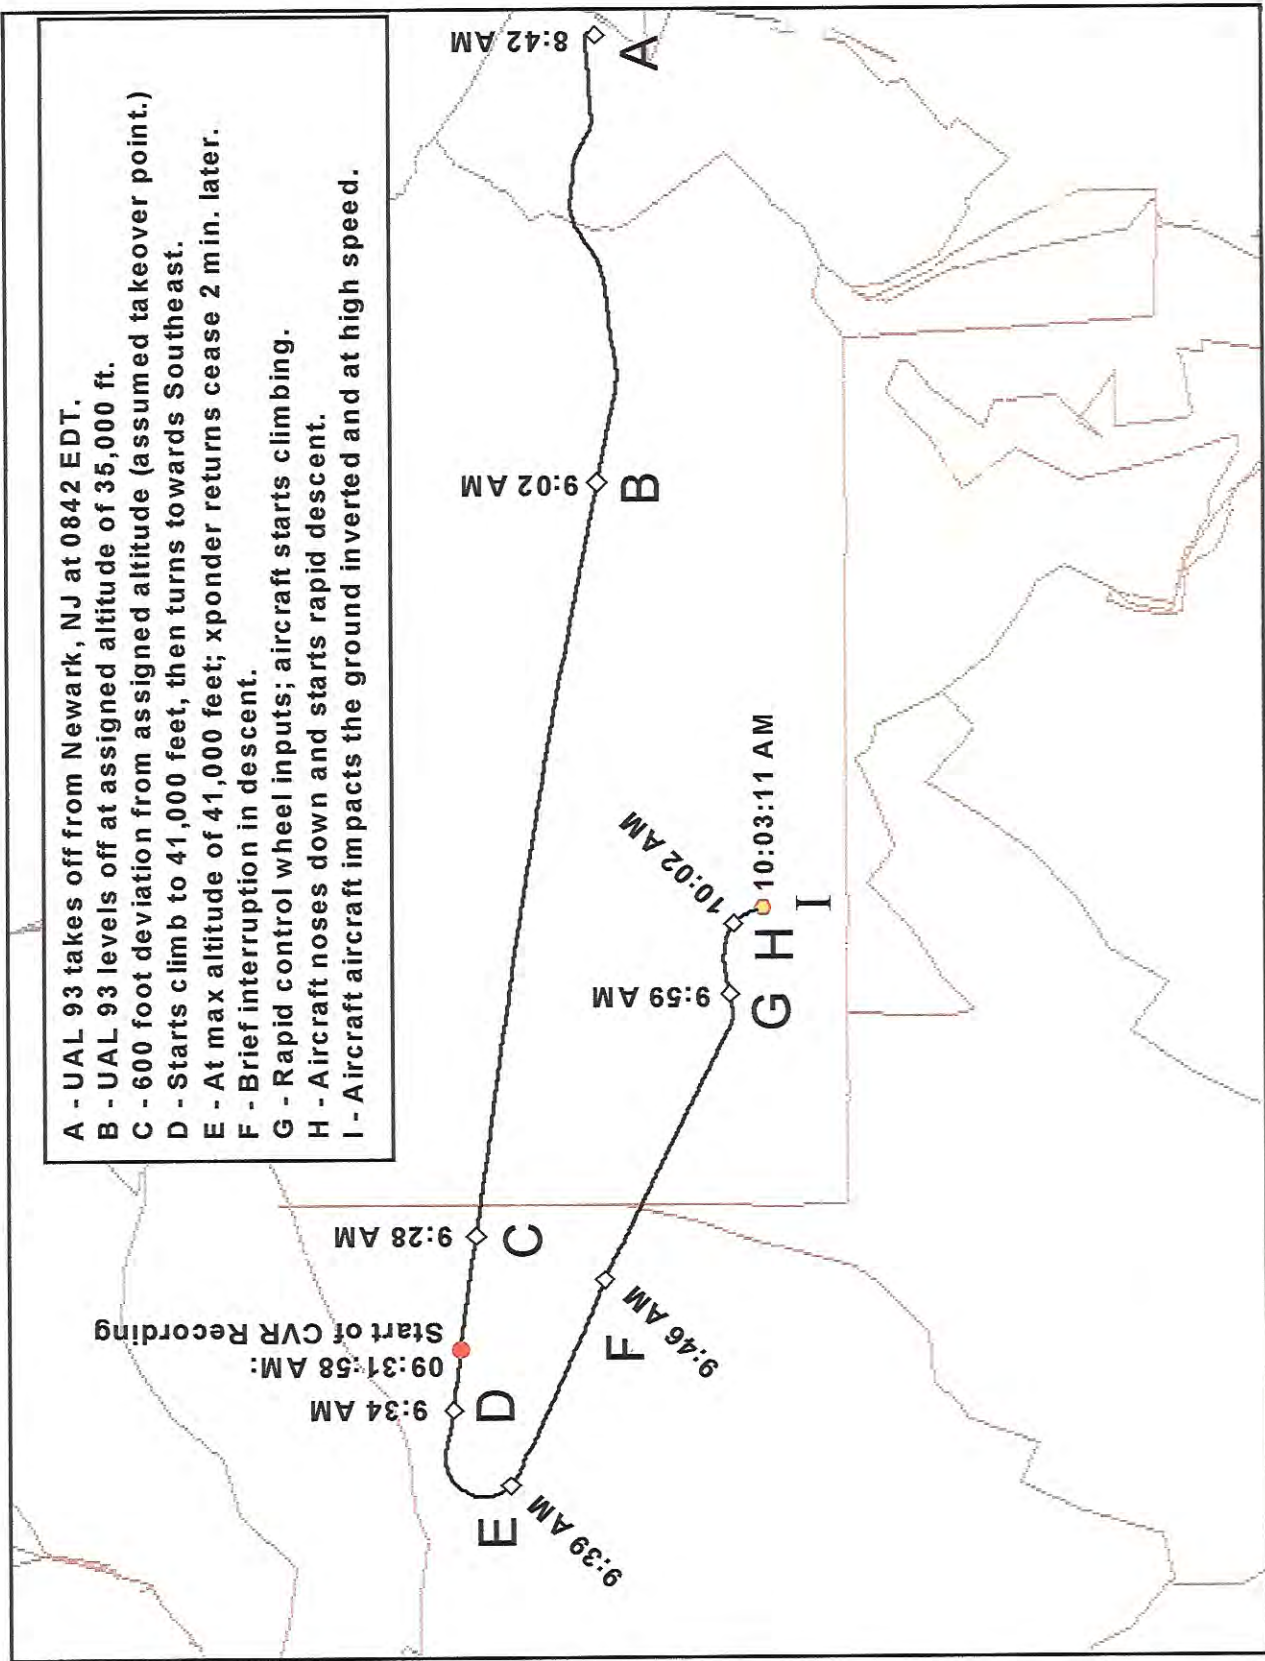 A - UAL 93 takes off from Newark, NJ at 0842 EDT.
B - UAL 93 levels off at assigned altitude of 35,000 ft.
C - 600 foot deviation from assigned altitude (assumed takeover point.)
D - Starts climb to 41,000 feet, then turns towards Southeast.
E - At max altitude of 41,000 feet; xponder returns cease 2 min. later.
F - Brief interruption in descent.
G - Rapid control wheel inputs; aircraft starts climbing.
H - Aircraft noses down and starts rapid descent.
I - Aircraft aircraft impacts the ground inverted and at high speed.
8:42 AM
A
9:02 AM
B
9:28 AM
C
09:31:58 AM:
Start of CVR Recording
9:34 AM
D
E
9:39 AM
F
9:46 AM
9:59 AM
G
10:02 AM
H
10:03:11 AM
I